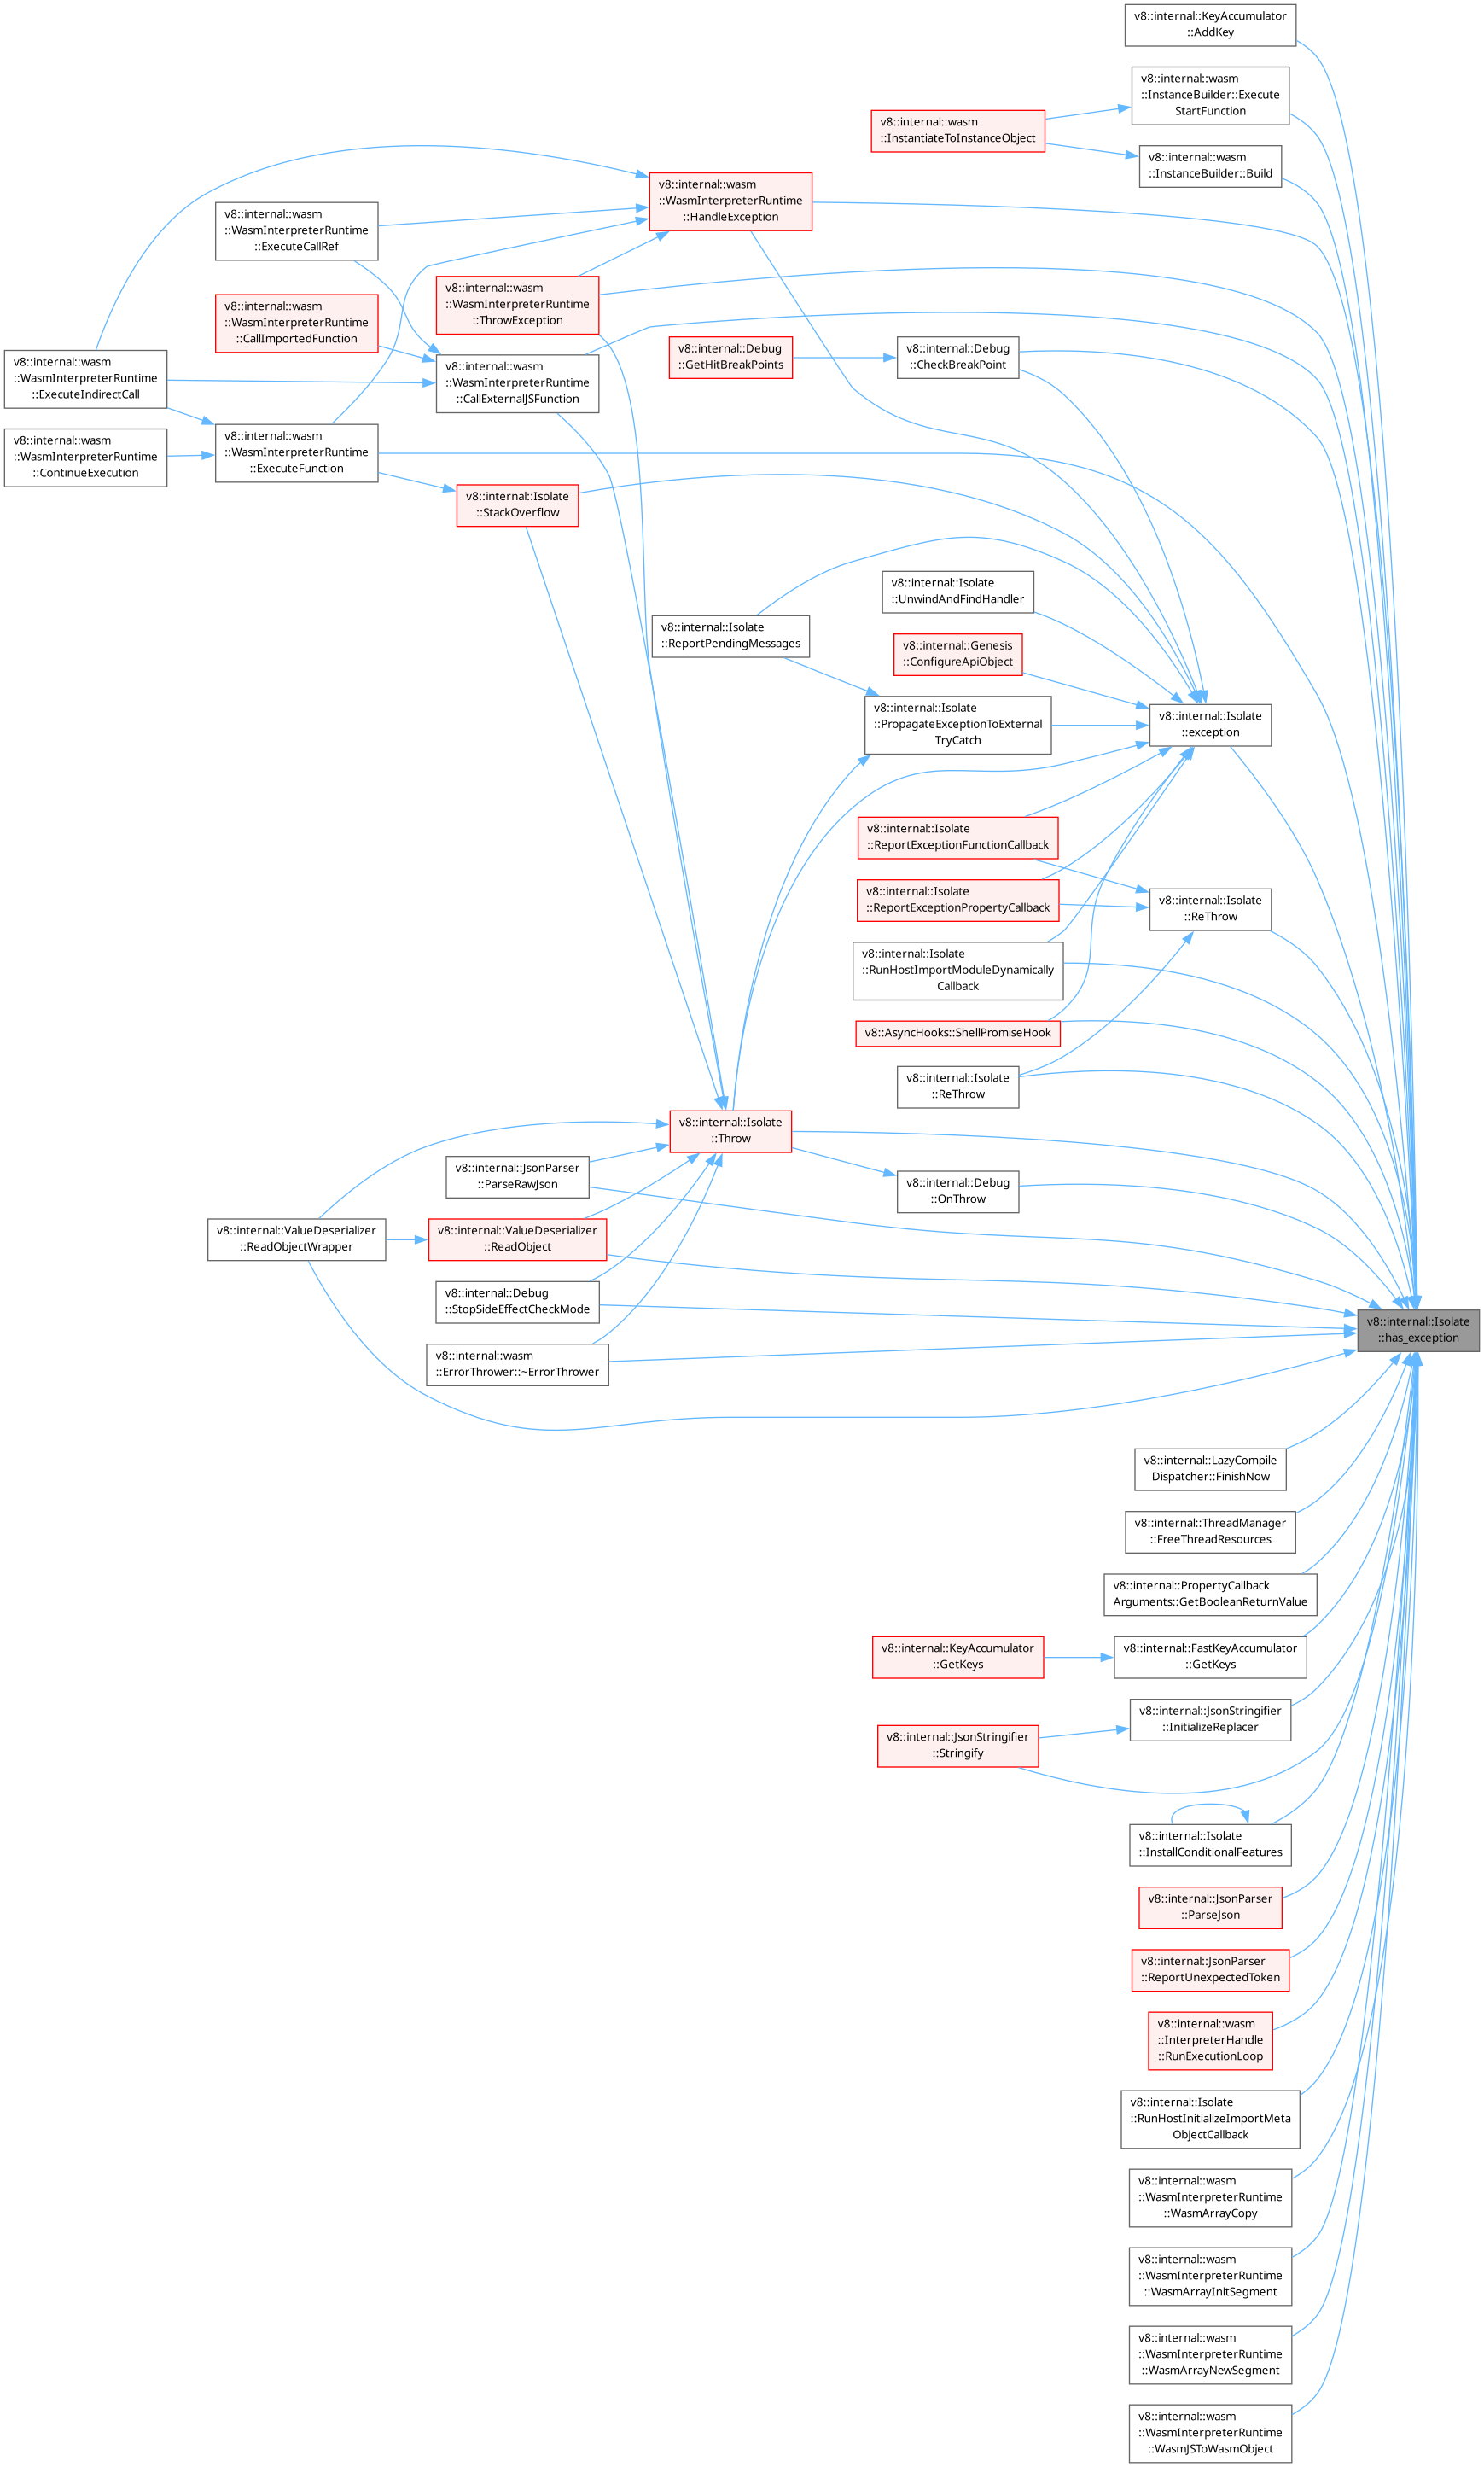 v8::internal::KeyAccumulator
::AddKey
v8::internal::wasm
::InstanceBuilder::Execute
StartFunction
v8::internal::wasm
::InstantiateToInstanceObject
v8::internal::wasm
::InstanceBuilder::Build
v8::internal::wasm
::WasmInterpreterRuntime
::HandleException
v8::internal::wasm
::WasmInterpreterRuntime
::ExecuteCallRef
v8::internal::wasm
::WasmInterpreterRuntime
::ThrowException
v8::internal::wasm
::WasmInterpreterRuntime
::CallImportedFunction
v8::internal::Debug
::GetHitBreakPoints
v8::internal::Debug
::CheckBreakPoint
v8::internal::wasm
::WasmInterpreterRuntime
::ExecuteIndirectCall
v8::internal::wasm
::WasmInterpreterRuntime
::CallExternalJSFunction
v8::internal::wasm
::WasmInterpreterRuntime
::ContinueExecution
v8::internal::wasm
::WasmInterpreterRuntime
::ExecuteFunction
v8::internal::Isolate
::StackOverflow
v8::internal::Isolate
::UnwindAndFindHandler
v8::internal::Isolate
::ReportPendingMessages
v8::internal::Genesis
::ConfigureApiObject
v8::internal::Isolate
::PropagateExceptionToExternal
TryCatch
v8::internal::Isolate
::exception
v8::internal::Isolate
::ReportExceptionFunctionCallback
v8::internal::Isolate
::ReportExceptionPropertyCallback
v8::internal::Isolate
::ReThrow
v8::internal::Isolate
::RunHostImportModuleDynamically
Callback
v8::AsyncHooks::ShellPromiseHook
v8::internal::Isolate
::ReThrow
v8::internal::Isolate
::Throw
v8::internal::JsonParser
::ParseRawJson
v8::internal::Debug
::OnThrow
v8::internal::ValueDeserializer
::ReadObjectWrapper
v8::internal::ValueDeserializer
::ReadObject
v8::internal::Debug
::StopSideEffectCheckMode
v8::internal::Isolate
::has_exception
v8::internal::wasm
::ErrorThrower::~ErrorThrower
v8::internal::LazyCompile
Dispatcher::FinishNow
v8::internal::ThreadManager
::FreeThreadResources
v8::internal::PropertyCallback
Arguments::GetBooleanReturnValue
v8::internal::KeyAccumulator
::GetKeys
v8::internal::FastKeyAccumulator
::GetKeys
v8::internal::JsonStringifier
::InitializeReplacer
v8::internal::JsonStringifier
::Stringify
v8::internal::Isolate
::InstallConditionalFeatures
v8::internal::JsonParser
::ParseJson
v8::internal::JsonParser
::ReportUnexpectedToken
v8::internal::wasm
::InterpreterHandle
::RunExecutionLoop
v8::internal::Isolate
::RunHostInitializeImportMeta
ObjectCallback
v8::internal::wasm
::WasmInterpreterRuntime
::WasmArrayCopy
v8::internal::wasm
::WasmInterpreterRuntime
::WasmArrayInitSegment
v8::internal::wasm
::WasmInterpreterRuntime
::WasmArrayNewSegment
v8::internal::wasm
::WasmInterpreterRuntime
::WasmJSToWasmObject